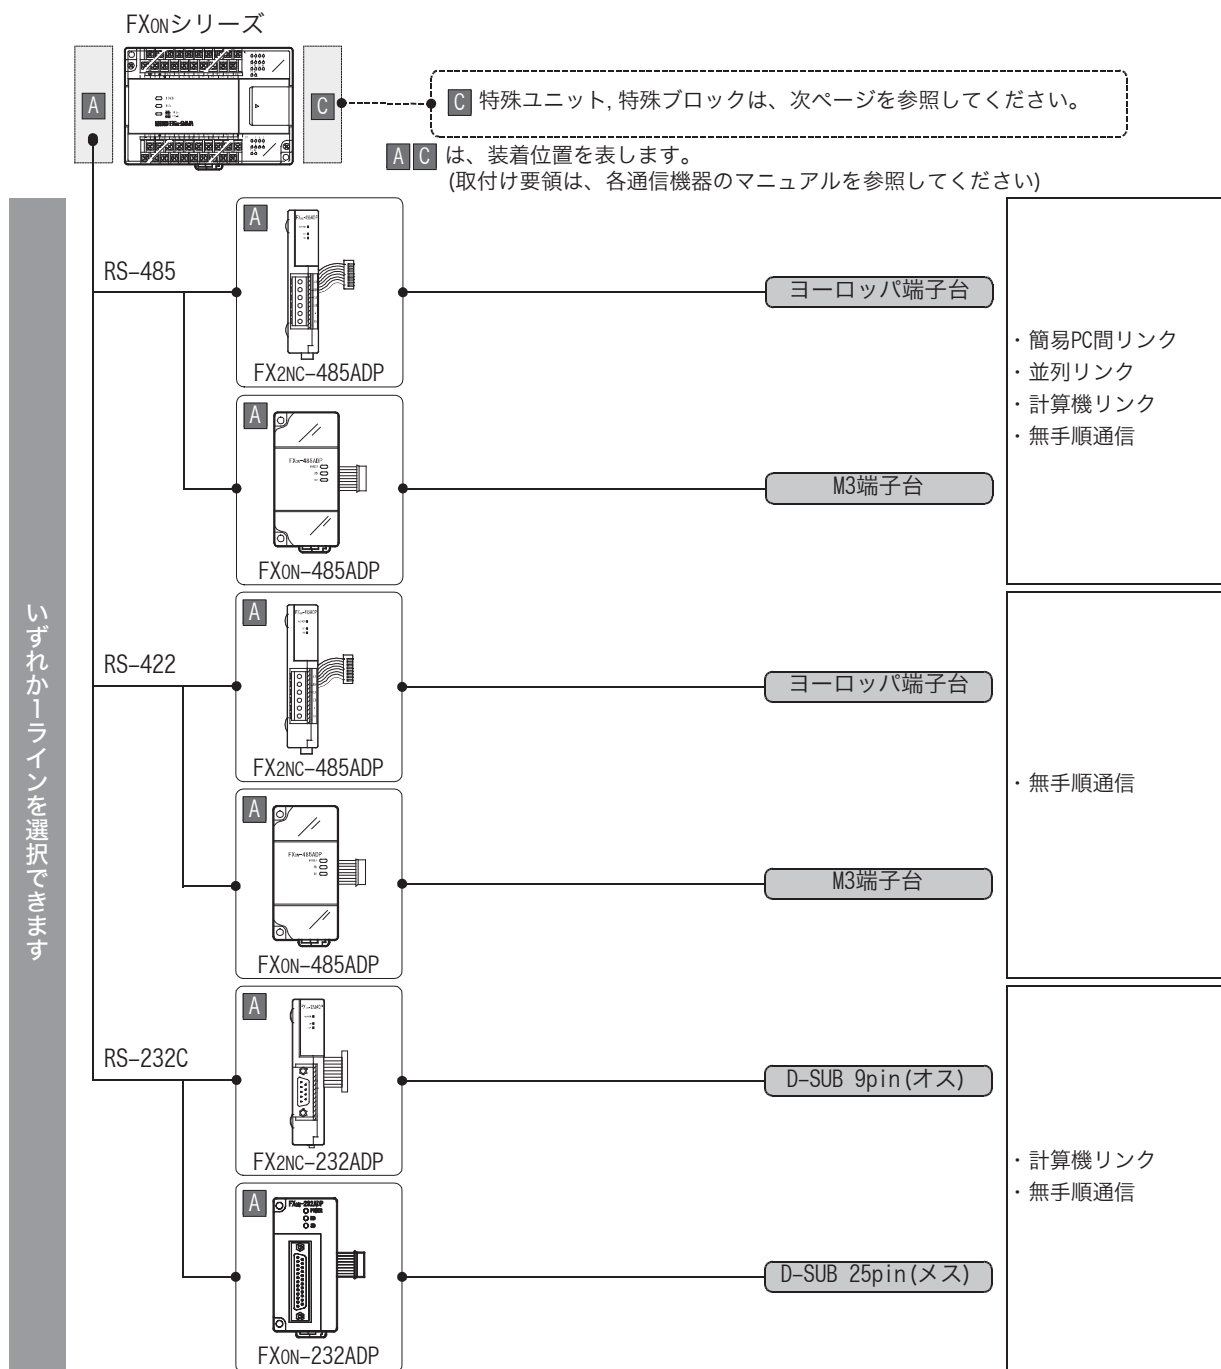 FX0Nシリーズ
A
C
C 特殊ユニット, 特殊ブロックは、次ページを参照してください。
A C は、装着位置を表します。
(取付け要領は、各通信機器のマニュアルを参照してください)
いずれか1ラインを選択できます
RS-485
A
FX2NC-485ADP
ヨーロッパ端子台
A
FX0N-485ADP
FX0N-485ADP
M3端子台
・簡易PC間リンク
・並列リンク
・計算機リンク
・無手順通信
RS-422
A
FX2NC-485ADP
ヨーロッパ端子台
A
FX0N-485ADP
FX0N-485ADP
M3端子台
・無手順通信
RS-232C
A
FX2NC-232ADP
D-SUB 9pin(オス)
A
FX0N-232ADP
POWER
FX0N-232ADP
D-SUB 25pin(メス)
・計算機リンク
・無手順通信